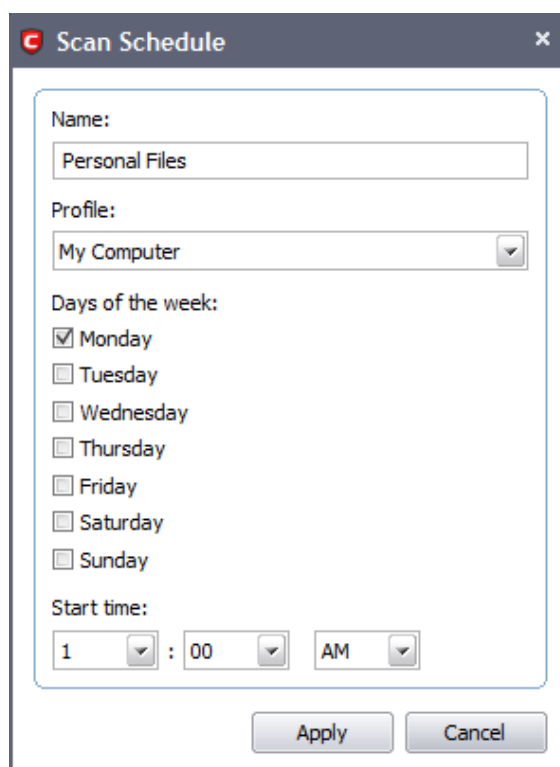 Scan Schedule
Name:
Personal Files
Profile:
My Computer
Days of the week:
Monday
Tuesday
Wednesday
Thursday
Friday
Saturday
Sunday
Start time:
1 : 00 AM
Apply Cancel